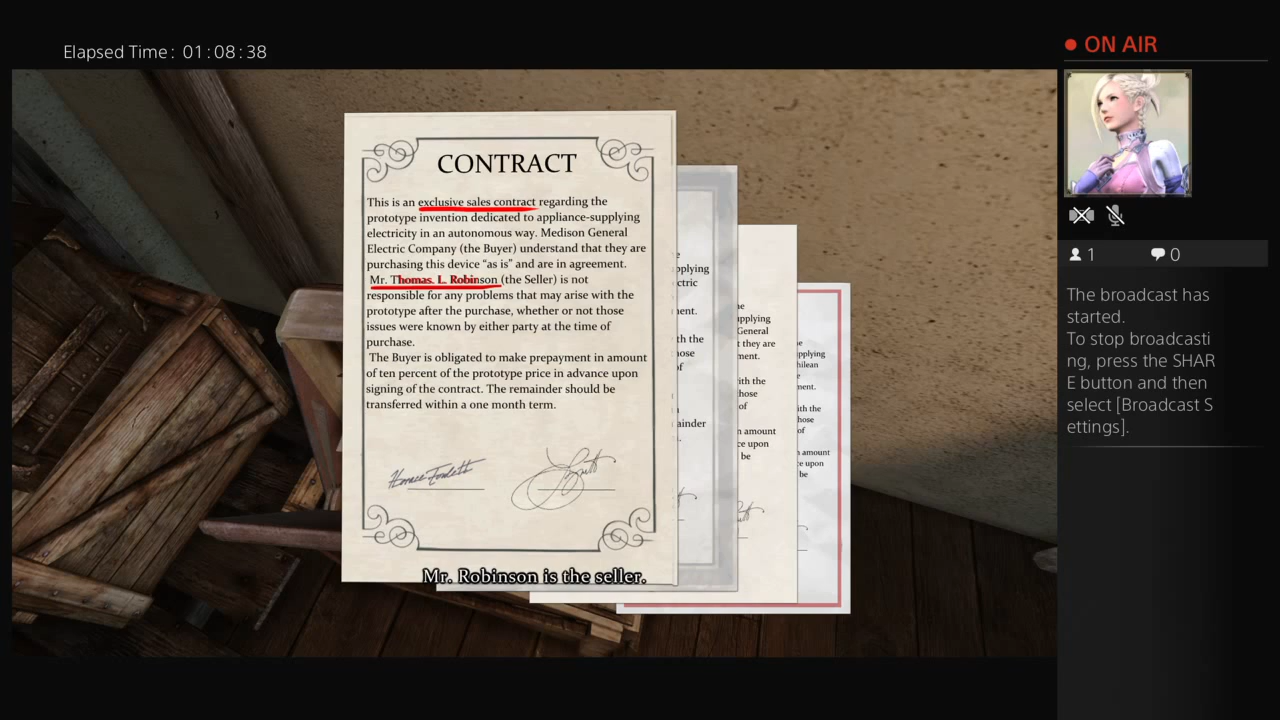 Elapsed Time: 01:08:38
ON AIR
CONTRACT
This is an exclusive sales contract regarding the
prototype invention dedicated to appliance-supplying
electricity in an autonomous way. Medison General
Electric Company (the Buyer) understand that they are
purchasing this device “as is” and are in agreement.
Mr. Thomas. L. Robinson (the Seller) is not
responsible for any problems that may arise with the
prototype after the purchase, whether or not those
issues were known by either party at the time of
purchase.
The Buyer is obligated to make prepayment in amount
of ten percent of the prototype price in advance upon
signing of the contract. The remainder should be
transferred within a one month term.
Mr. Robinson is the seller.
1
0
The broadcast has
started.
To stop broadcasti
ng, press the SHAR
E button and then
select [Broadcast S
ettings].